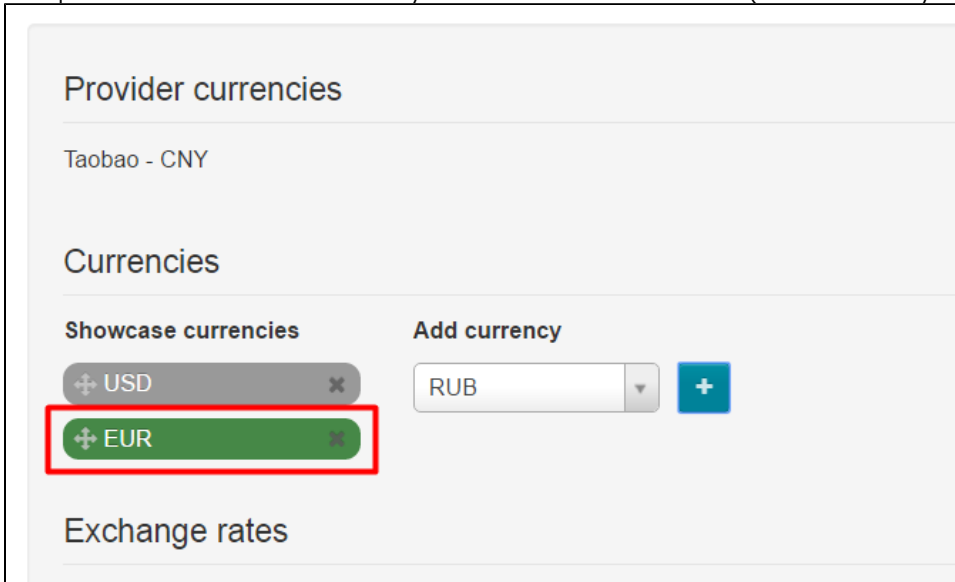 Provider currencies
Taobao - CNY
Currencies
Showcase currencies Add currency
USD RUB +
EUR
Exchange rates